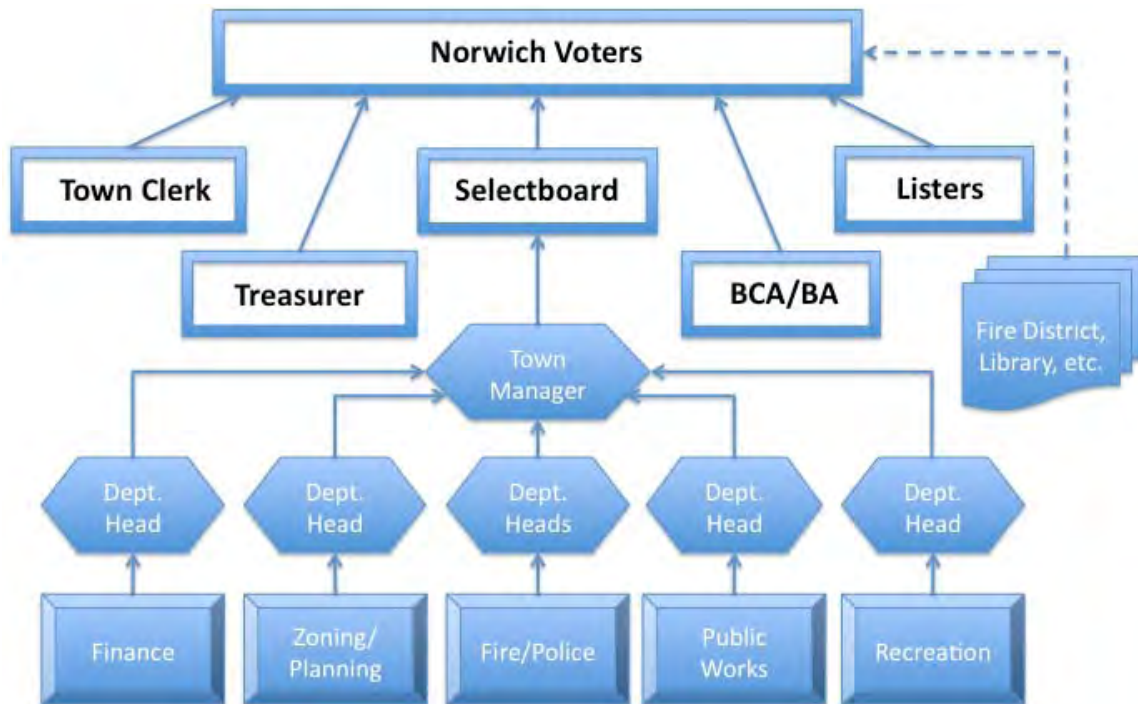 Norwich Voters
Town Clerk
Selectboard
Listers
Treasurer
BCA/BA
Fire District,
Library, etc.
Town
Manager
Dept.
Head
Dept.
Head
Dept.
Heads
Dept.
Head
Dept.
Head
Finance
Zoning/
Planning
Fire/Police
Public
Works
Recreation